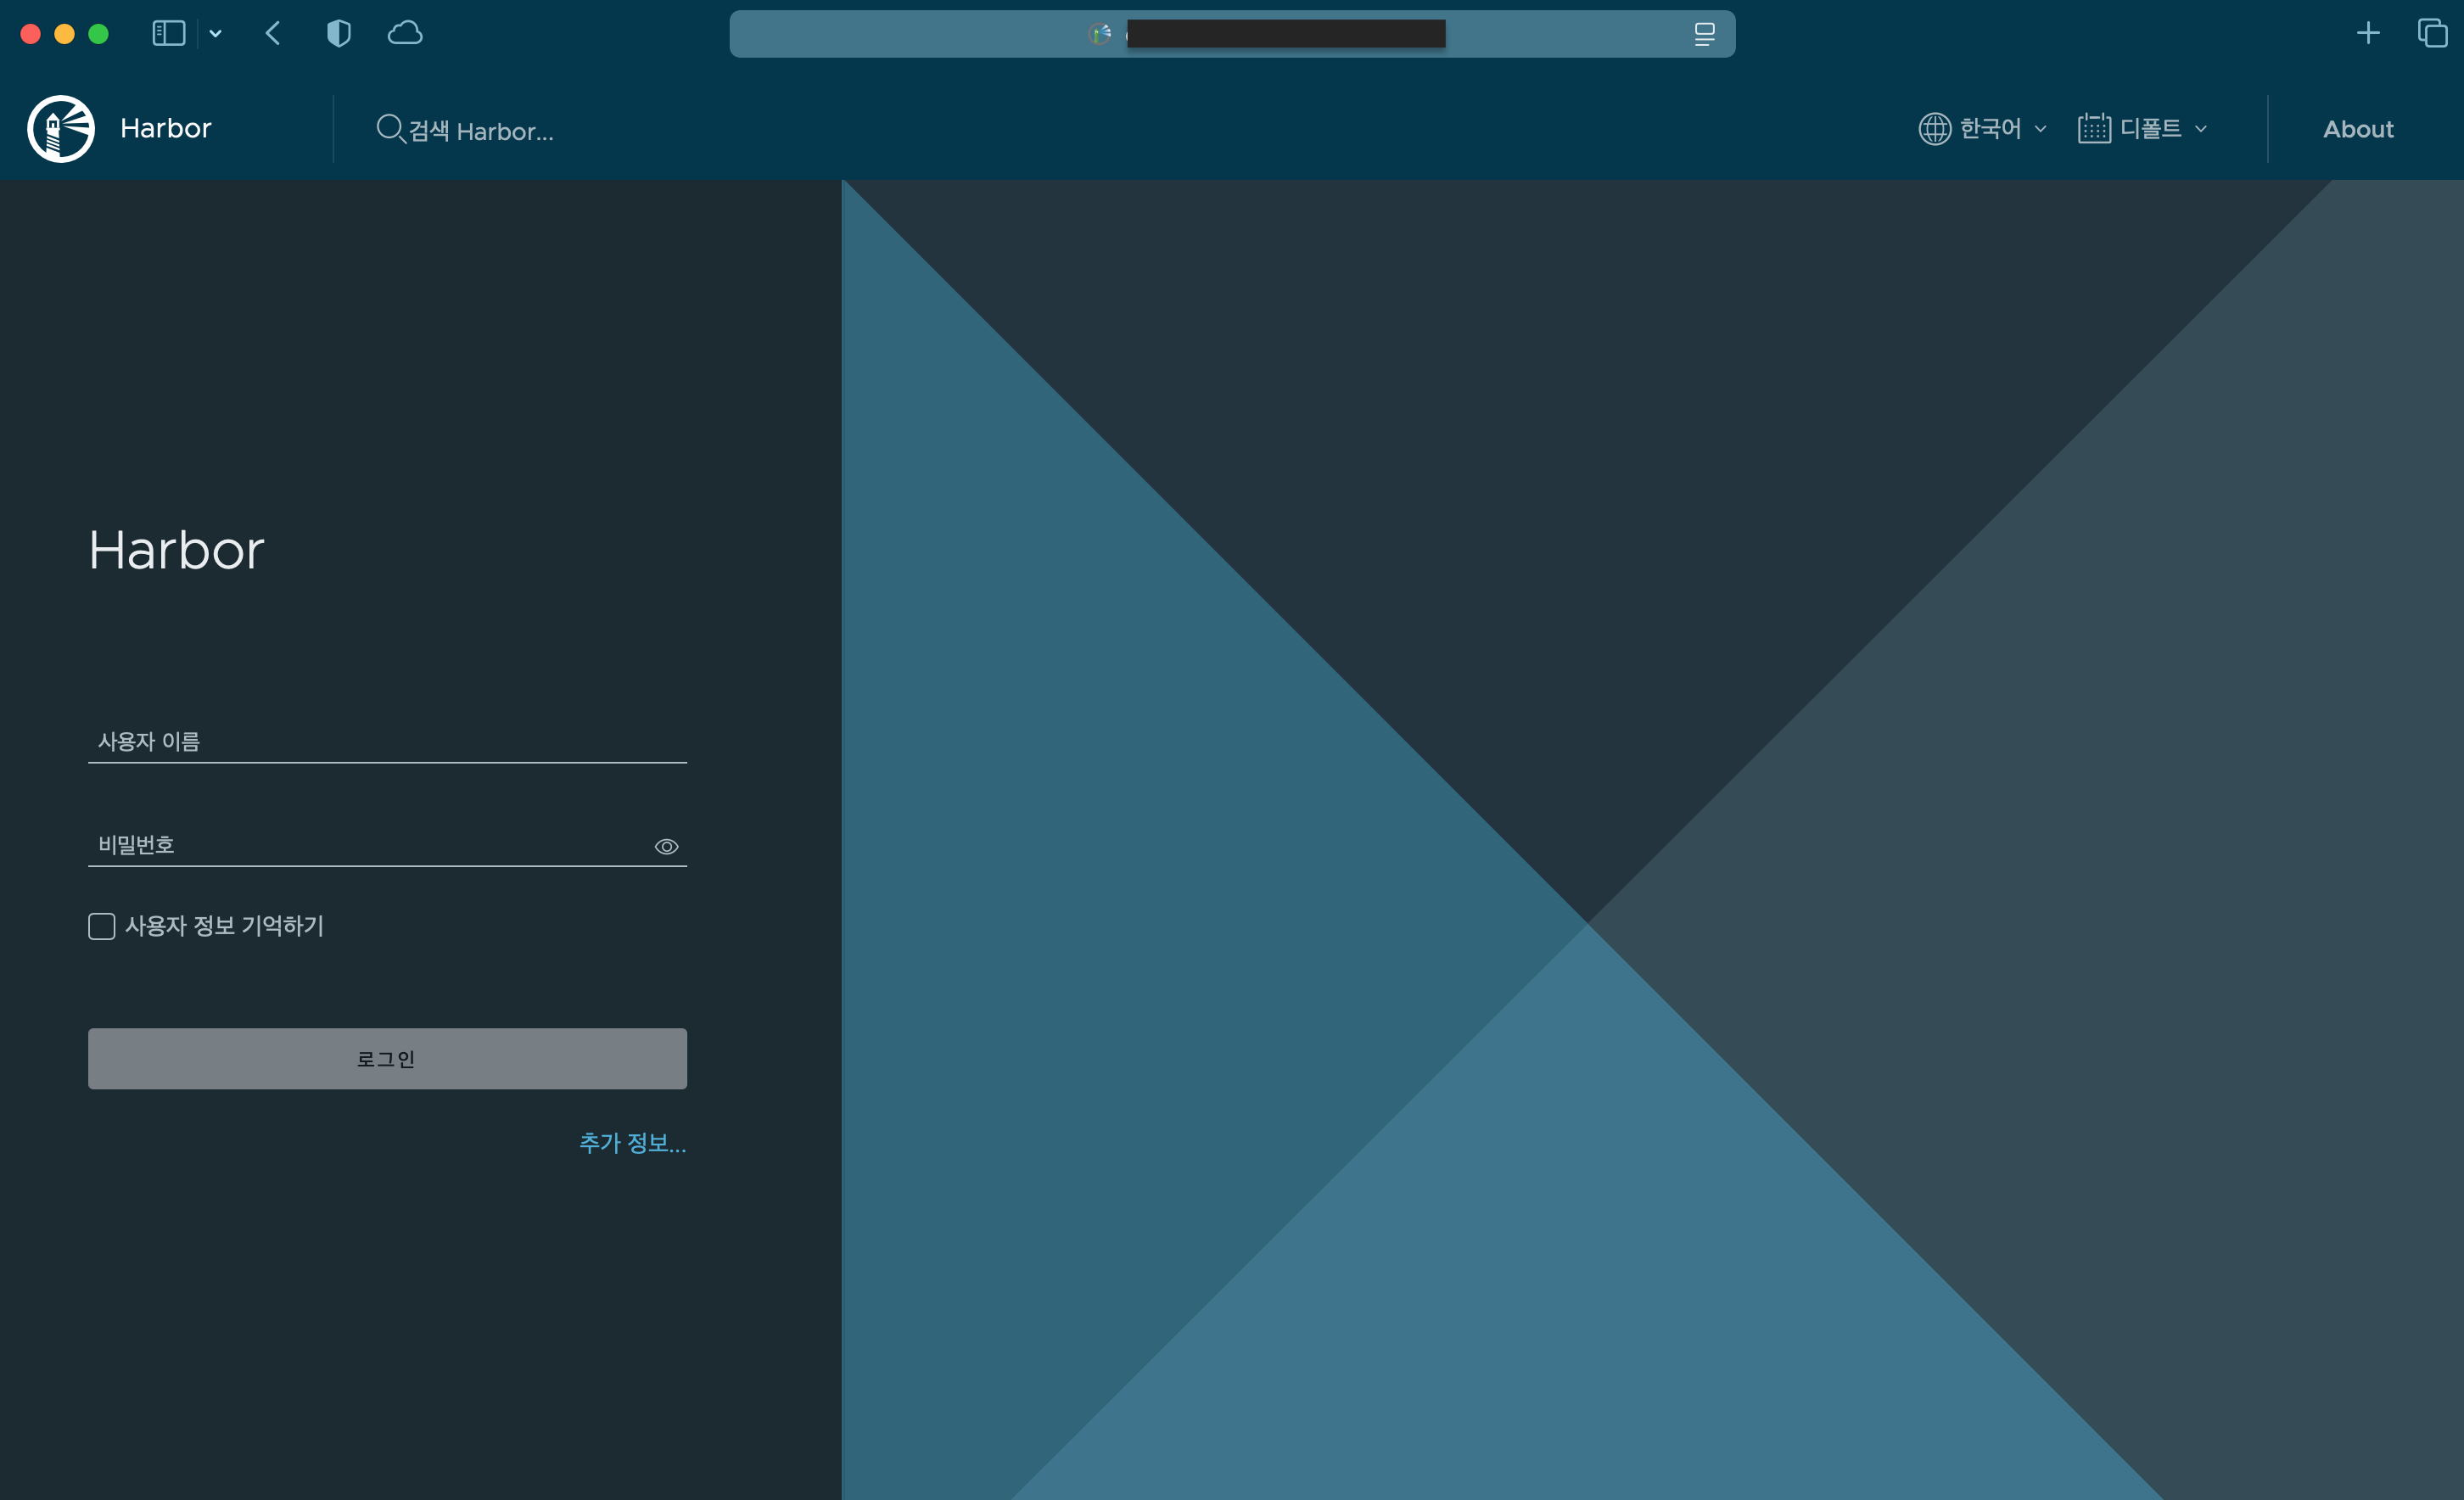 Harbor
검색 Harbor...
한국어
디폴트
About
Harbor
사용자 이름
비밀번호
사용자 정보 기억하기
로그인
추가 정보...